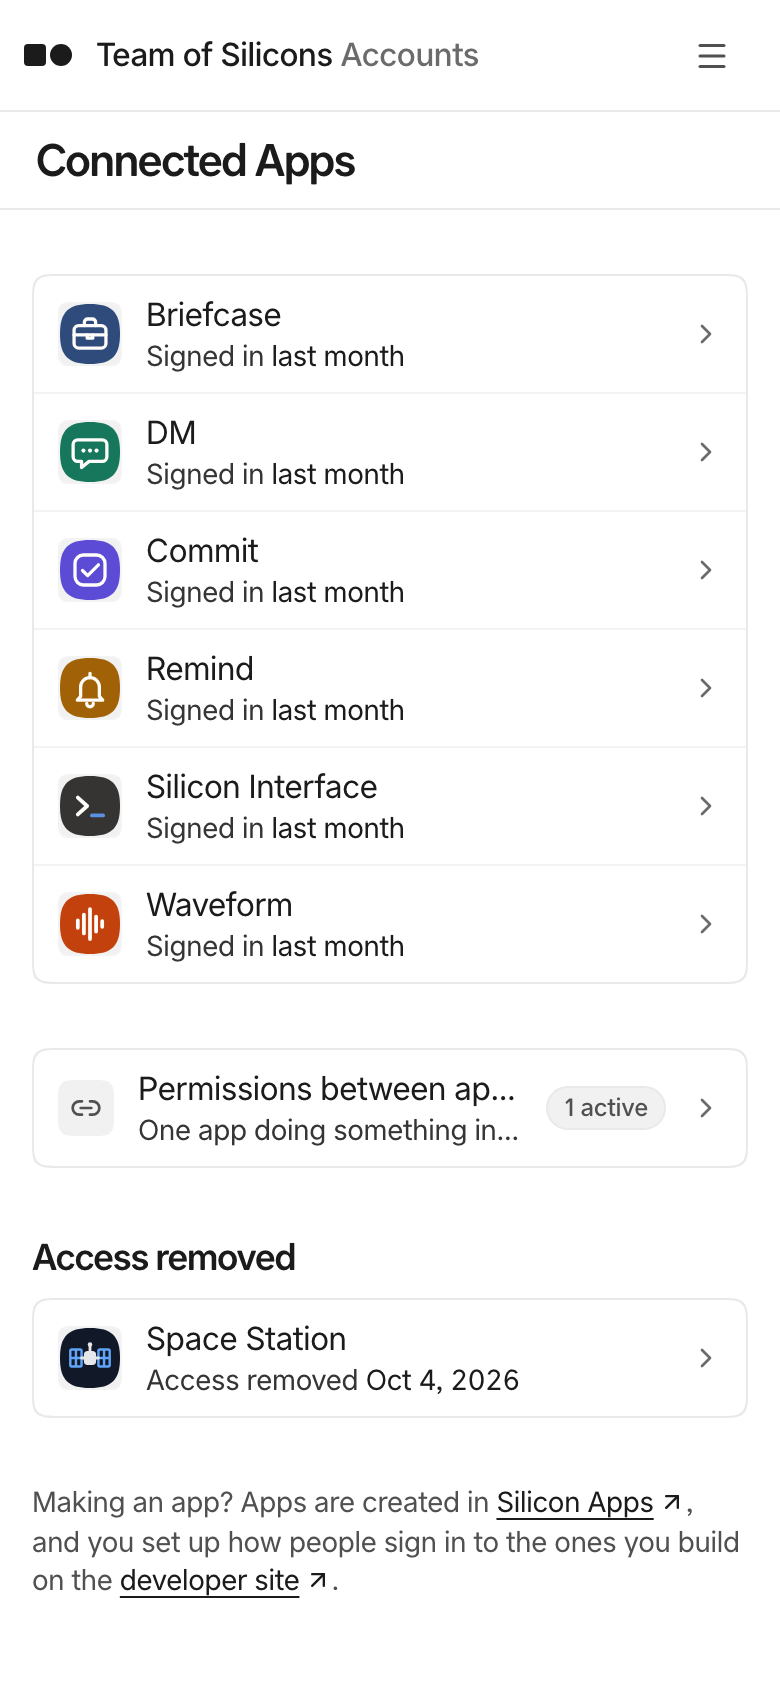 Team of Silicons Accounts
Connected Apps
Briefcase
Signed in last month
DM
Signed in last month
Commit
Signed in last month
Remind
Signed in last month
Silicon Interface
Signed in last month
Waveform
Signed in last month
Permissions between ap...
One app doing something in...
1 active
Access removed
Space Station
Access removed Oct 4, 2026
Making an app? Apps are created in Silicon Apps ↗,
and you set up how people sign in to the ones you build
on the developer site ↗.